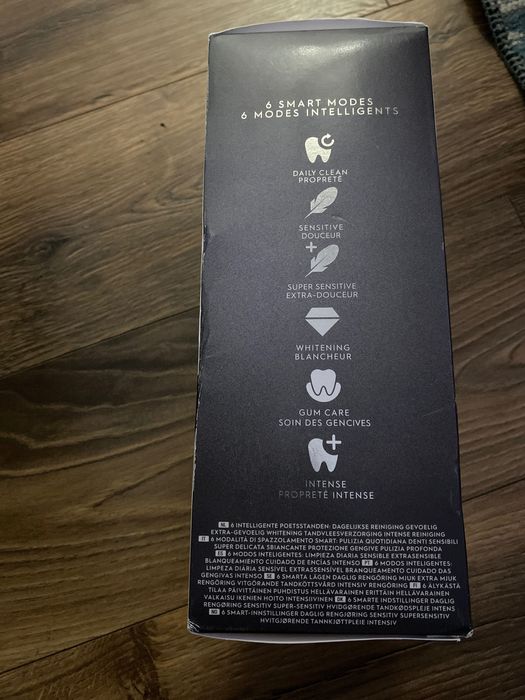 6 SMART MODES
6 MODES INTELLIGENTS
DAILY CLEAN
PROPRETÉ
SENSITIVE
DOUCEUR
SUPER SENSITIVE
EXTRA-DOUCEUR
WHITENING
BLANCHEUR
GUM CARE
SOIN DES GENCIVES
INTENSE
PROPRETÉ INTENSE
NL 6 INTELLIGENTE POETSSTANDEN: DAGELIJKSE REINIGING GEVOELIG
EXTRA-GEVOELIG WHITENING TANDVLEESVERZORGING INTENSE REINIGING
IT 6 MODALITÀ DI SPAZZOLAMENTO SMART: PULIZIA QUOTIDIANA DENTI SENSIBILI
SUPER DELICATA SBIANCANTE PROTEZIONE GENGIVE PULIZIA PROFONDA
ES 6 MODOS INTELIGENTES: LIMPIEZA DIARIA SENSIBLE EXTRASENSIBLE
BLANQUEAMIENTO CUIDADO DE ENCÍAS INTENSO PT 6 MODOS INTELIGENTES:
LIMPEZA DIÁRIA SENSÍVEL EXTRASSENSÍVEL BRANQUEAMENTO CUIDADO DAS
GENGIVAS INTENSO SE 6 SMARTA LÄGEN DAGLIG RENGÖRING MJUK EXTRA MJUK
RENGÖRING VITGÖRANDE TANDKÖTTSVÅRD INTENSIV RENGÖRING FI 6 ÄLYKÄSTÄ
TILAA PÄIVITTÄINEN PUHDISTUS HELLÄVARAINEN ERITTÄIN HELLÄVARAINEN
VALKAISU IKENIEN HOITO INTENSIIVINEN DK 6 SMARTE INDSTILLINGER DAGLIG
RENGØRING SENSITIV SUPER-SENSITIV HVIDGØRENDE TANDKØDSPLEJE INTENS
NO 6 SMART-INNSTILLINGER DAGLIG RENGJØRING SENSITIV SUPERSENSITIV
HVITGJØRENDE TANNKJØTTPLEIE INTENSIV